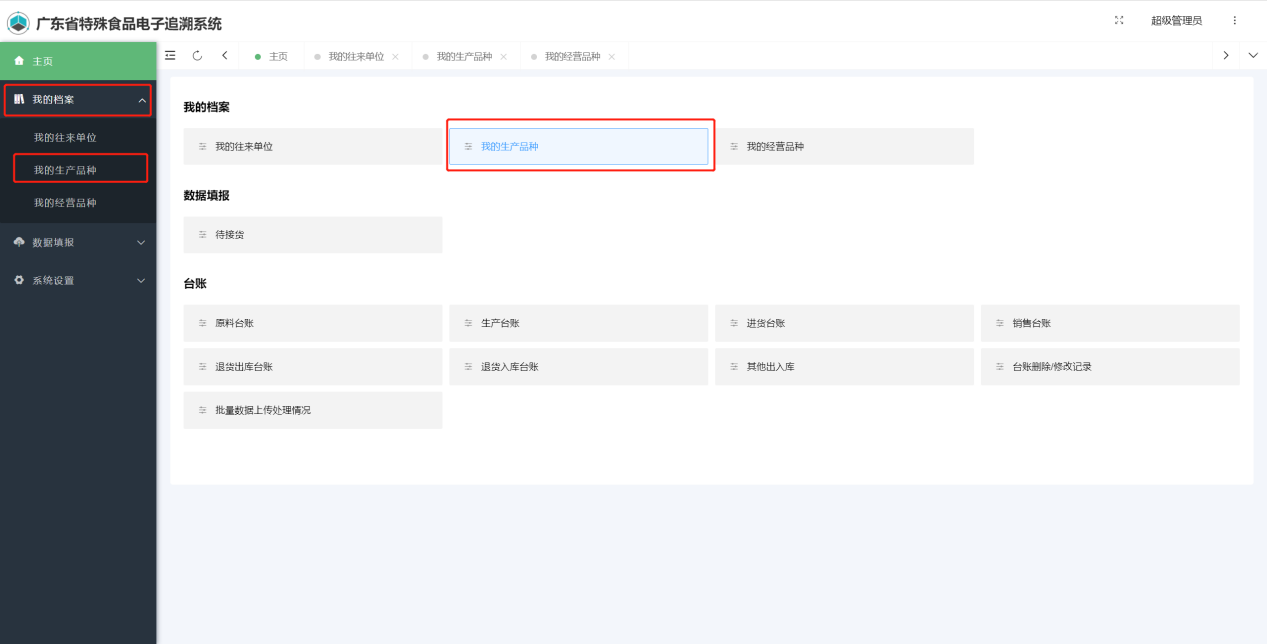 广东省特殊食品电子追溯系统
超级管理员
主页
我的档案
我的往来单位
我的生产品种
我的经营品种
数据填报
系统设置
主页
我的往来单位
我的生产品种
我的经营品种
我的档案
我的往来单位
我的生产品种
我的经营品种
数据填报
待接货
台账
原料台账
生产台账
进货台账
销售台账
退货出库台账
退货入库台账
其他出入库
台账删除/修改记录
批量数据上传处理情况